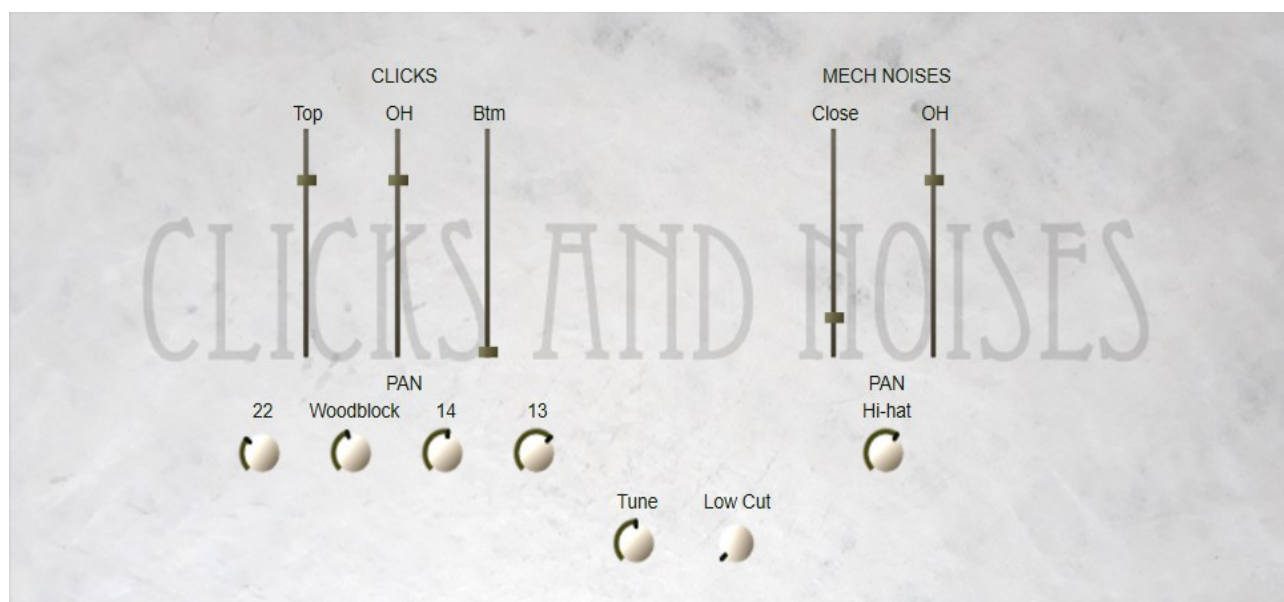 CLICKS MECH NOISES
Top OH Btm Close OH
CLICKS AND NOISES
PAN PAN
22 Woodblock 14 13 Hi-hat
Tune Low Cut